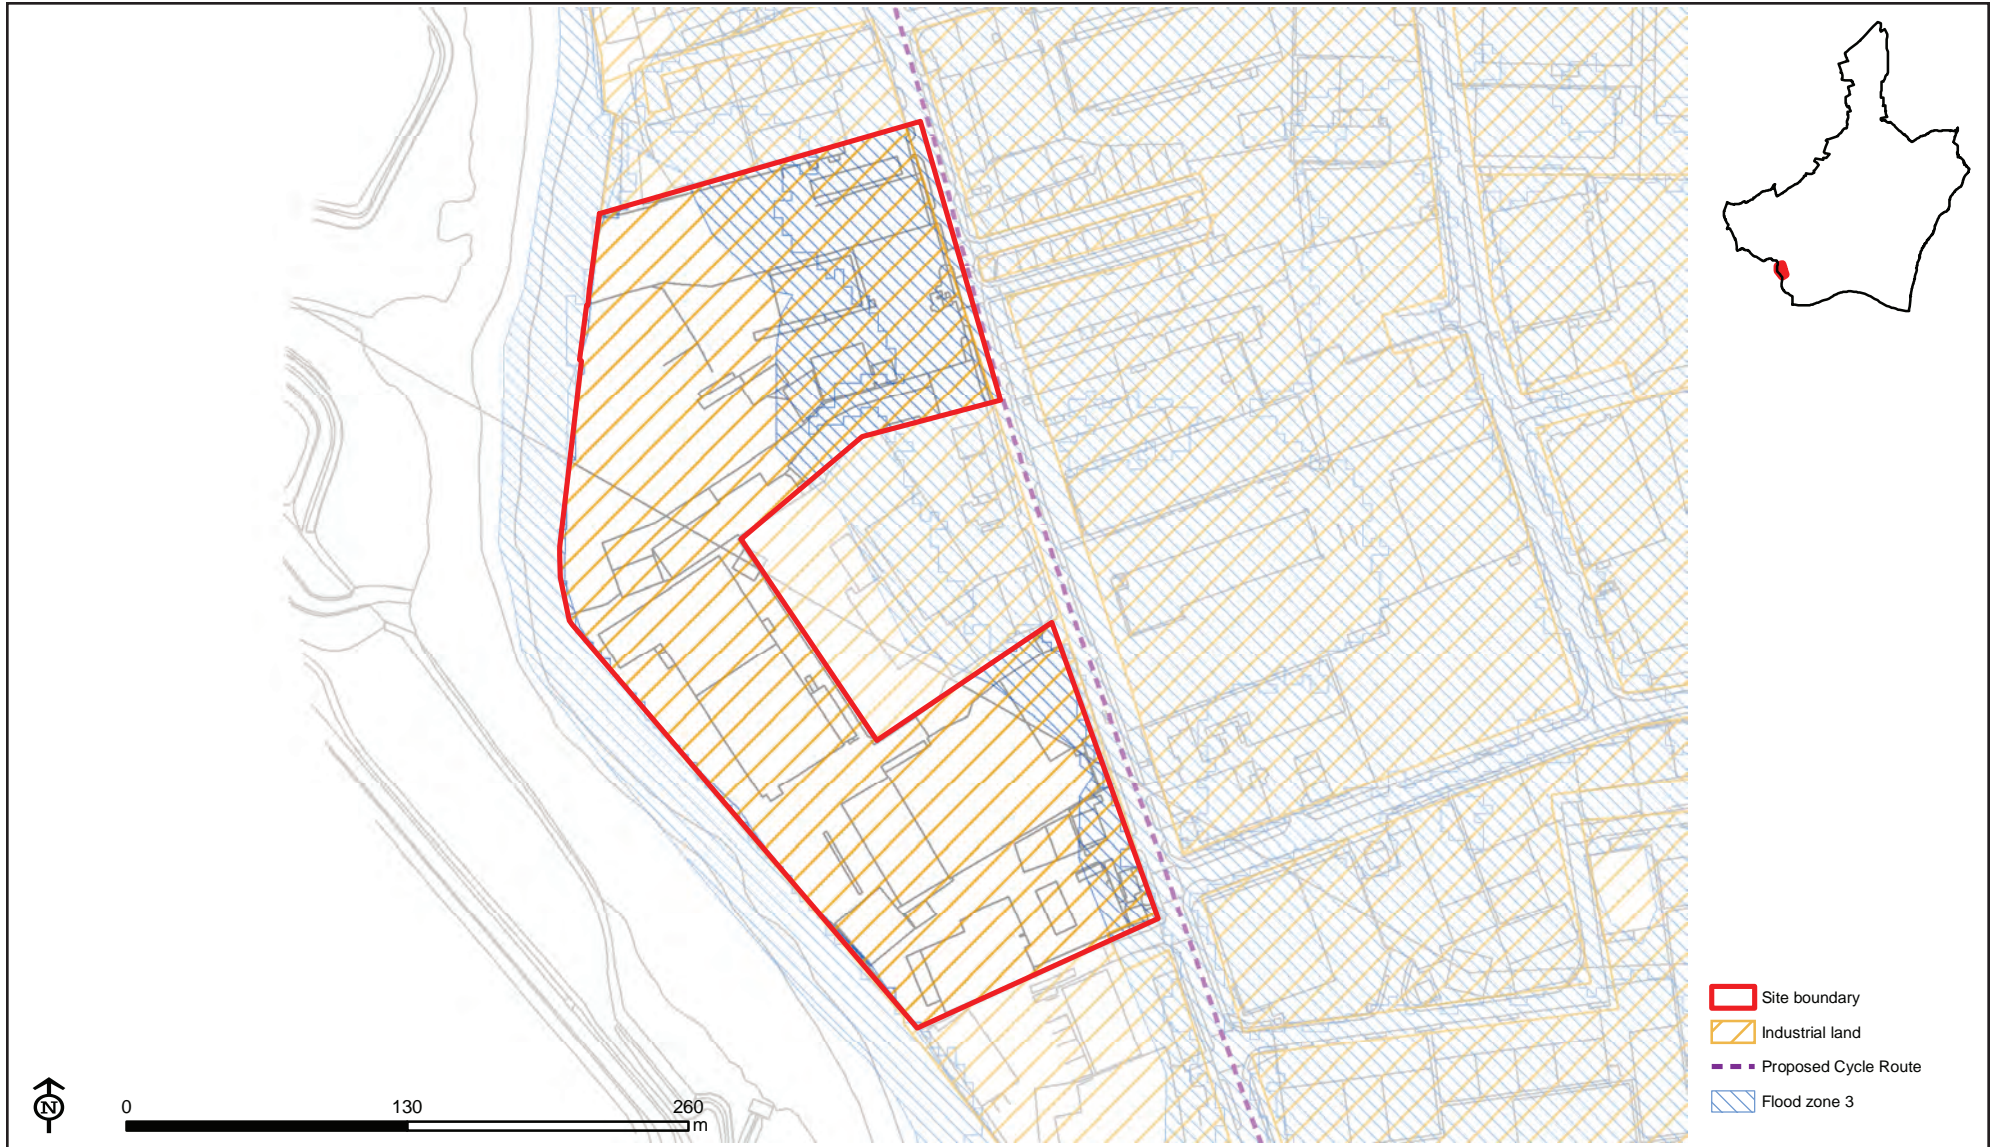 Site boundary
Industrial land
Proposed Cycle Route
Flood zone 3
N
0 130 260
m